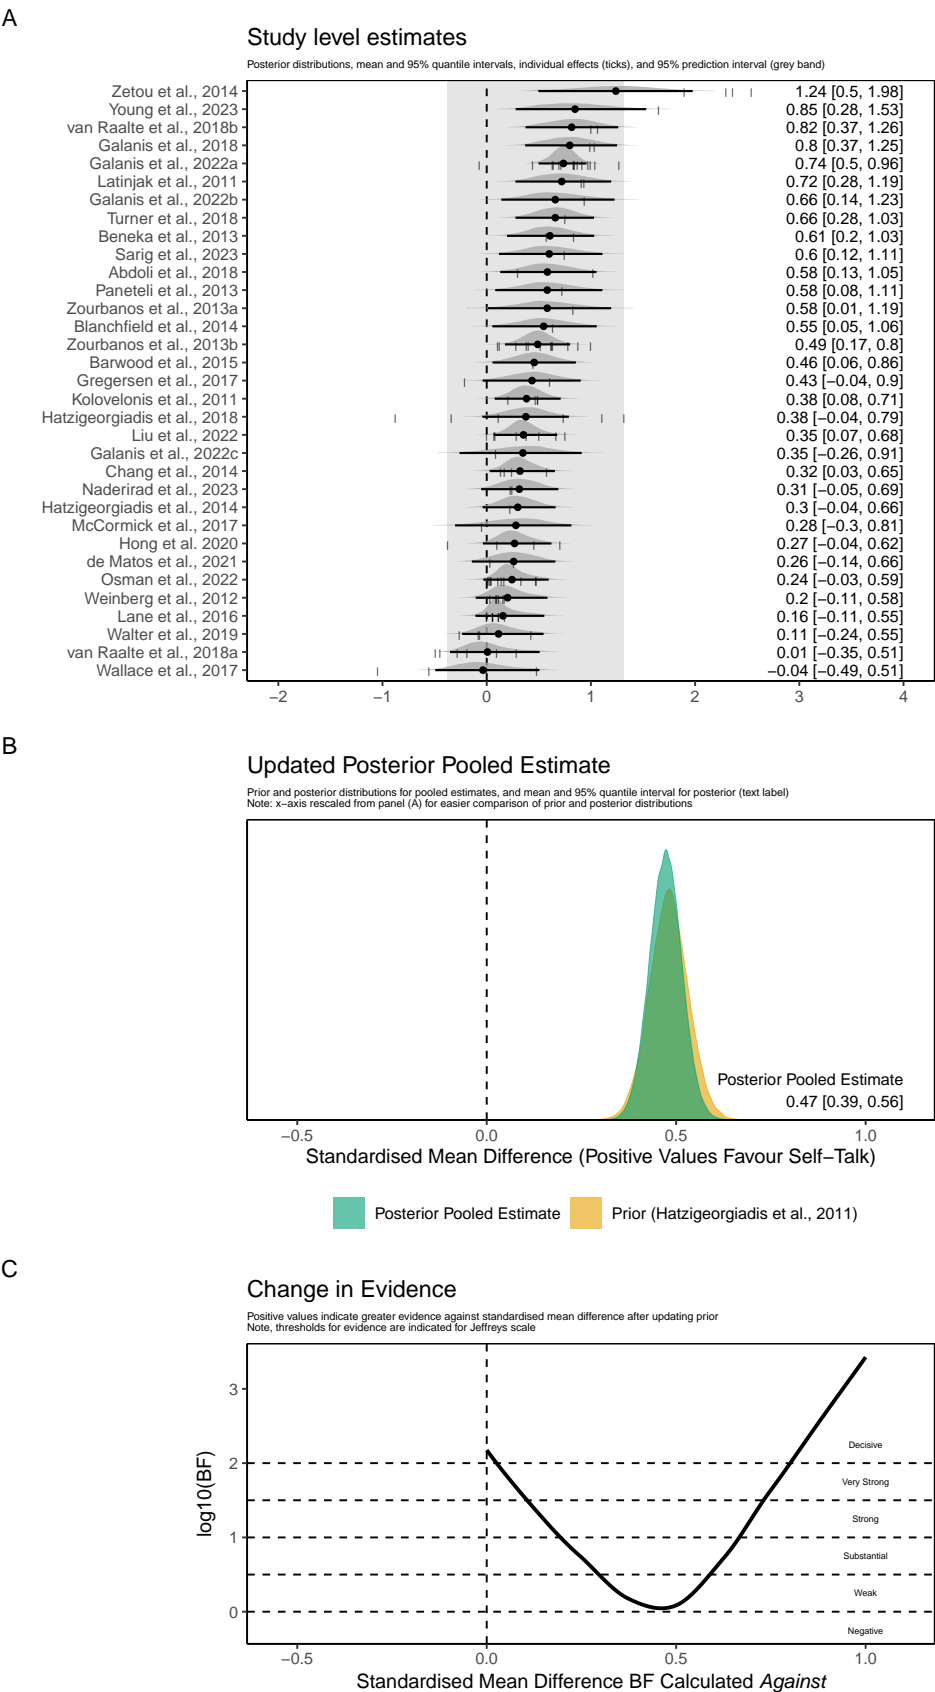 A
Study level estimates
Posterior distributions, mean and 95% quantile intervals, individual effects (ticks), and 95% prediction interval (grey band)
Zetou et al., 2014 1.24 [0.5, 1.98]
Young et al., 2023 0.85 [0.28, 1.53]
van Raalte et al., 2018b 0.82 [0.37, 1.26]
Galanis et al., 2018 0.8 [0.37, 1.25]
Galanis et al., 2022a 0.74 [0.5, 0.96]
Latinjak et al., 2011 0.72 [0.28, 1.19]
Galanis et al., 2022b 0.66 [0.14, 1.23]
Turner et al., 2018 0.66 [0.28, 1.03]
Beneka et al., 2013 0.61 [0.2, 1.03]
Sarig et al., 2023 0.6 [0.12, 1.11]
Abdoli et al., 2018 0.58 [0.13, 1.05]
Paneteli et al., 2013 0.58 [0.08, 1.11]
Zourbanos et al., 2013a 0.58 [0.01, 1.19]
Blanchfield et al., 2014 0.55 [0.05, 1.06]
Zourbanos et al., 2013b 0.49 [0.17, 0.8]
Barwood et al., 2015 0.46 [0.06, 0.86]
Gregersen et al., 2017 0.43 [−0.04, 0.9]
Kolovelonis et al., 2011 0.38 [0.08, 0.71]
Hatzigeorgiadis et al., 2018 0.38 [−0.04, 0.79]
Liu et al., 2022 0.35 [0.07, 0.68]
Galanis et al., 2022c 0.35 [−0.26, 0.91]
Chang et al., 2014 0.32 [0.03, 0.65]
Naderirad et al., 2023 0.31 [−0.05, 0.69]
Hatzigeorgiadis et al., 2014 0.3 [−0.04, 0.66]
McCormick et al., 2017 0.28 [−0.3, 0.81]
Hong et al. 2020 0.27 [−0.04, 0.62]
de Matos et al., 2021 0.26 [−0.14, 0.66]
Osman et al., 2022 0.24 [−0.03, 0.59]
Weinberg et al., 2012 0.2 [−0.11, 0.58]
Lane et al., 2016 0.16 [−0.11, 0.55]
Walter et al., 2019 0.11 [−0.24, 0.55]
van Raalte et al., 2018a 0.01 [−0.35, 0.51]
Wallace et al., 2017 −0.04 [−0.49, 0.51]
−2 −1 0 1 2 3 4
B
Updated Posterior Pooled Estimate
Prior and posterior distributions for pooled estimates, and mean and 95% quantile interval for posterior (text label)
Note: x−axis rescaled from panel (A) for easier comparison of prior and posterior distributions
Posterior Pooled Estimate
0.47 [0.39, 0.56]
−0.5 0.0 0.5 1.0
Standardised Mean Difference (Positive Values Favour Self−Talk)
Posterior Pooled Estimate Prior (Hatzigeorgiadis et al., 2011)
C
Change in Evidence
Positive values indicate greater evidence against standardised mean difference after updating prior
Note, thresholds for evidence are indicated for Jeffreys scale
log10(BF)
3
Decisive
2
Very Strong
Strong
1
Substantial
Weak
0
Negative
−0.5 0.0 0.5 1.0
Standardised Mean Difference BF Calculated Against